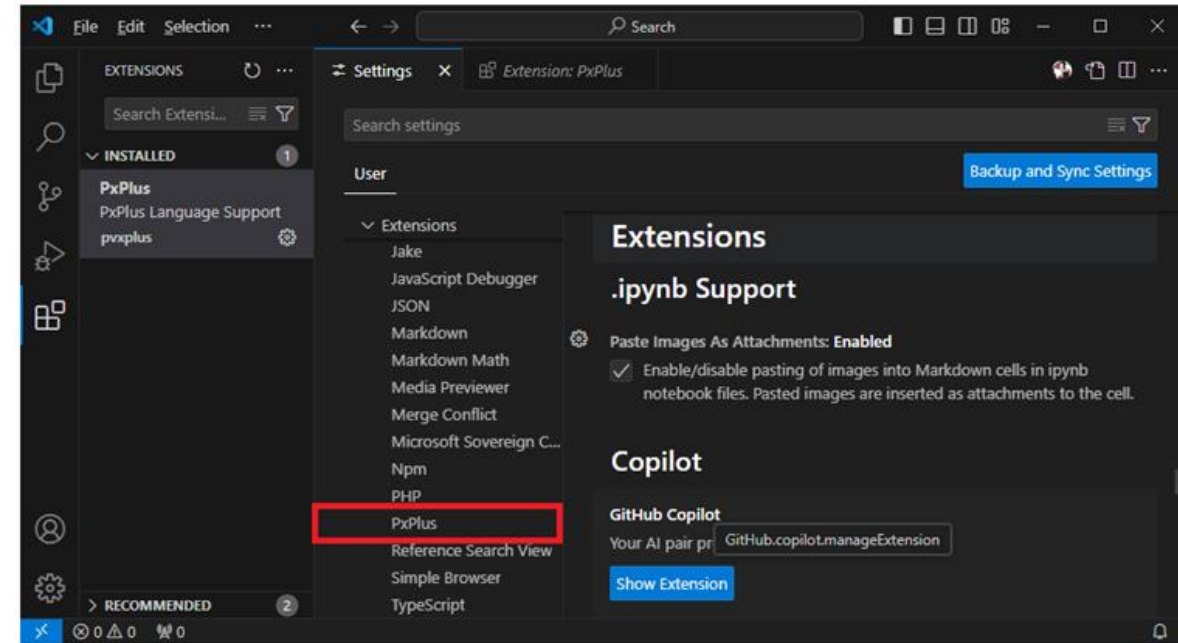 File Edit Selection ···
Search
EXTENSIONS
Search Extensi...
INSTALLED 1
PxPlus
PxPlus Language Support
pvxplus
RECOMMENDED 2
Settings
Extension: PxPlus
Search settings
User
Backup and Sync Settings
Extensions
Jake
JavaScript Debugger
JSON
Markdown
Markdown Math
Media Previewer
Merge Conflict
Microsoft Sovereign C...
Npm
PHP
PxPlus
Reference Search View
Simple Browser
TypeScript
Extensions
.ipynb Support
Paste Images As Attachments: Enabled
Enable/disable pasting of images into Markdown cells in ipynb
notebook files. Pasted images are inserted as attachments to the cell.
Copilot
GitHub Copilot
Your AI pair pr
GitHub.copilot.manageExtension
Show Extension
0 0 0